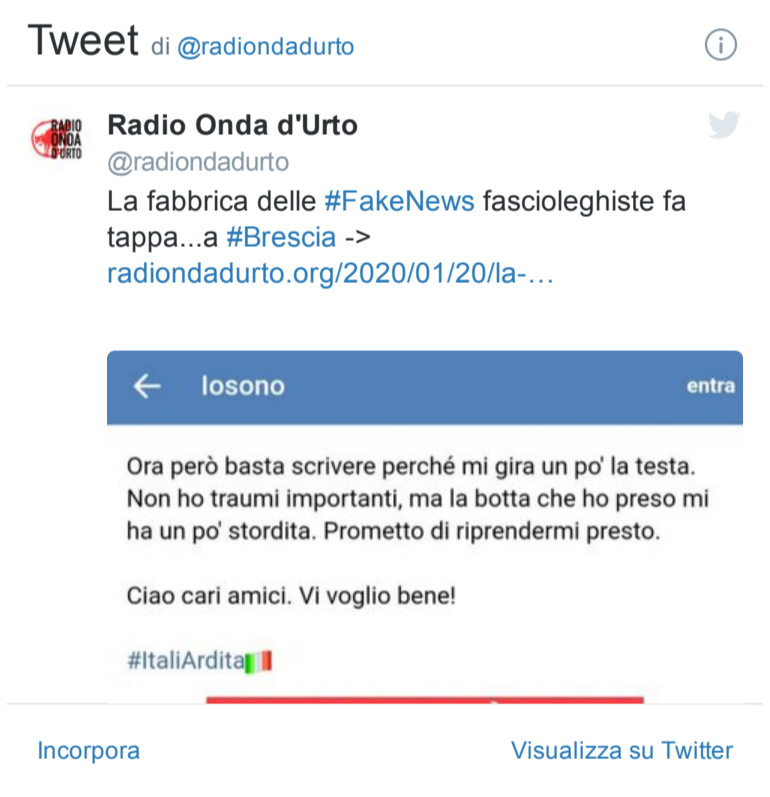 Tweet di @radiondadurto
RADIO
ONDA
D'URTO
Radio Onda d'Urto
@radiondadurto
La fabbrica delle #FakeNews fascioleghiste fa
tappa...a #Brescia ->
radiondadurto.org/2020/01/20/la-…
← Iosono entra
Ora però basta scrivere perché mi gira un po' la testa.
Non ho traumi importanti, ma la botta che ho preso mi
ha un po' stordita. Prometto di riprendermi presto.
Ciao cari amici. Vi voglio bene!
#ItaliArdita🇮🇹
Incorpora Visualizza su Twitter